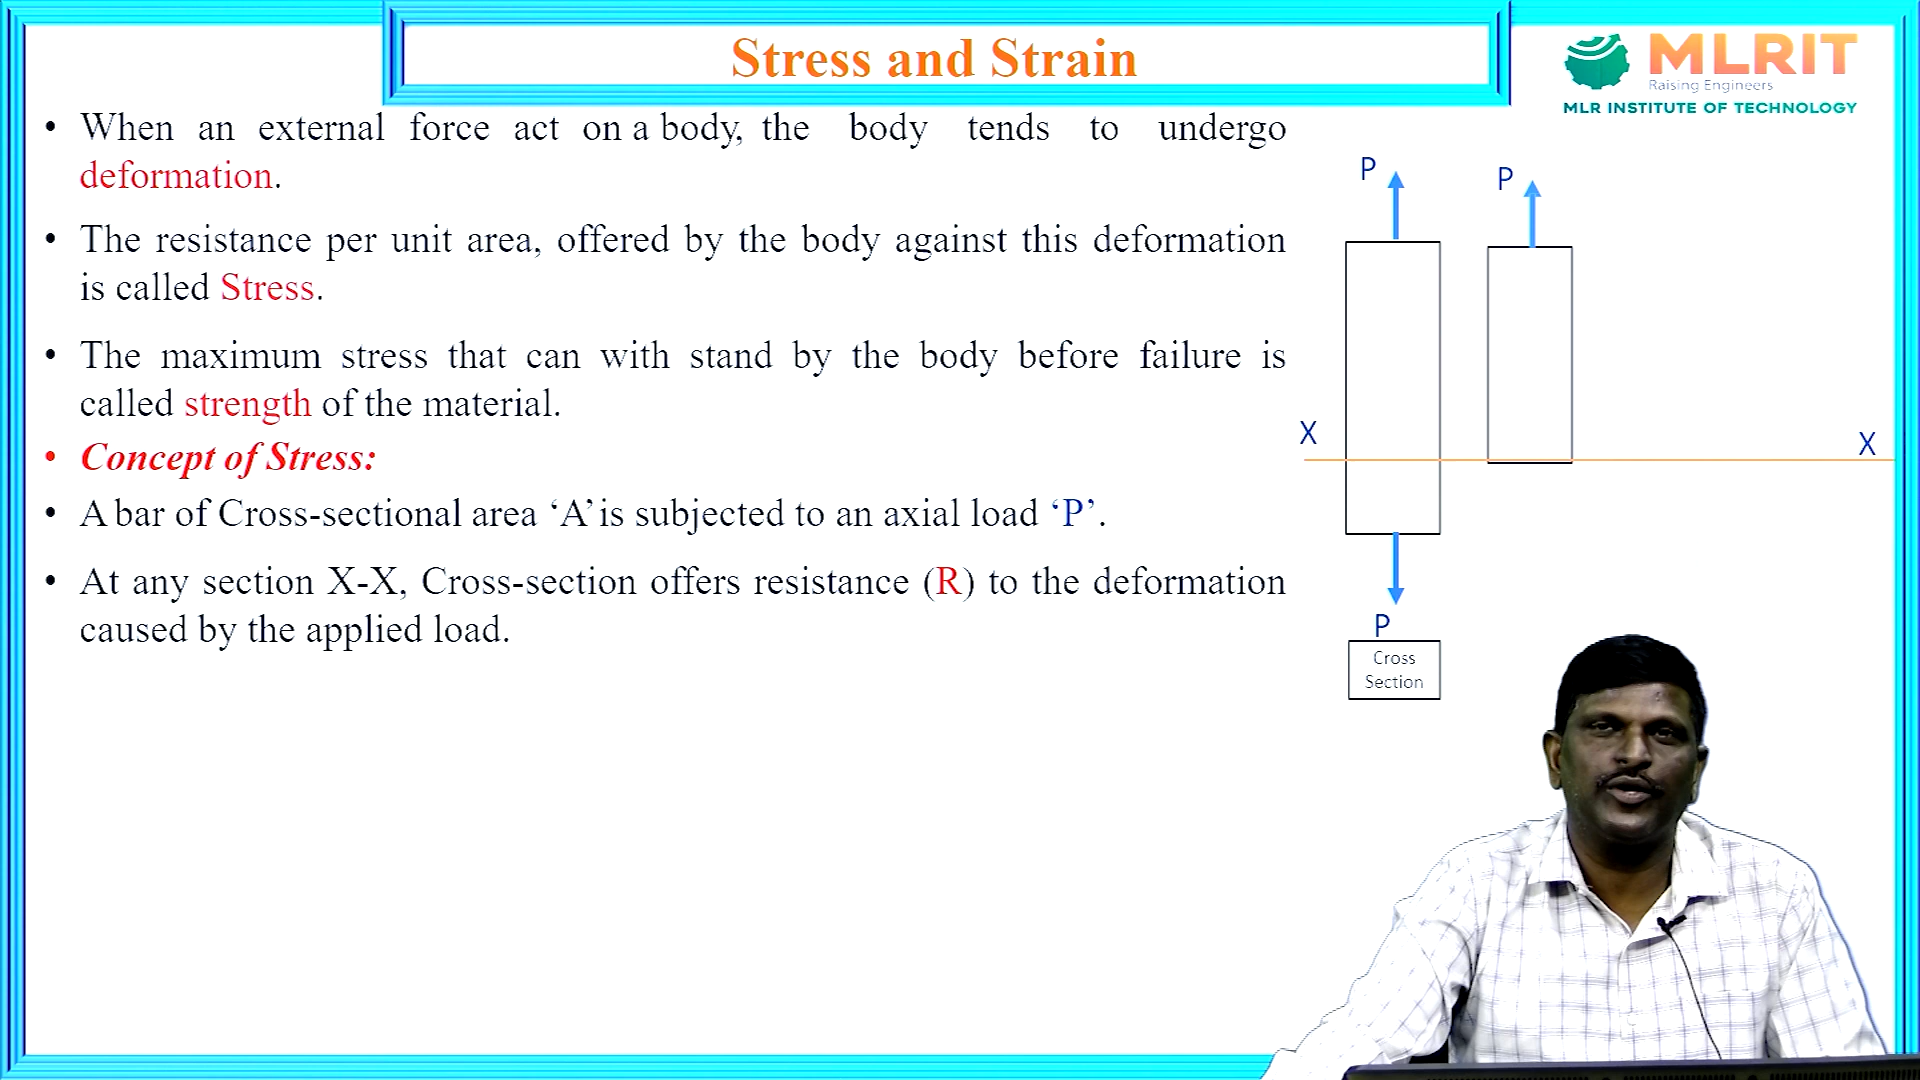 Stress and Strain
MLRIT
Raising Engineers
MLR INSTITUTE OF TECHNOLOGY
• When an external force act on a body, the body tends to undergo
deformation.
• The resistance per unit area, offered by the body against this deformation
is called Stress.
• The maximum stress that can with stand by the body before failure is
called strength of the material.
• Concept of Stress:
• A bar of Cross-sectional area ‘A’ is subjected to an axial load ‘P’.
• At any section X-X, Cross-section offers resistance (R) to the deformation
caused by the applied load.
P
P
X
X
P
Cross
Section